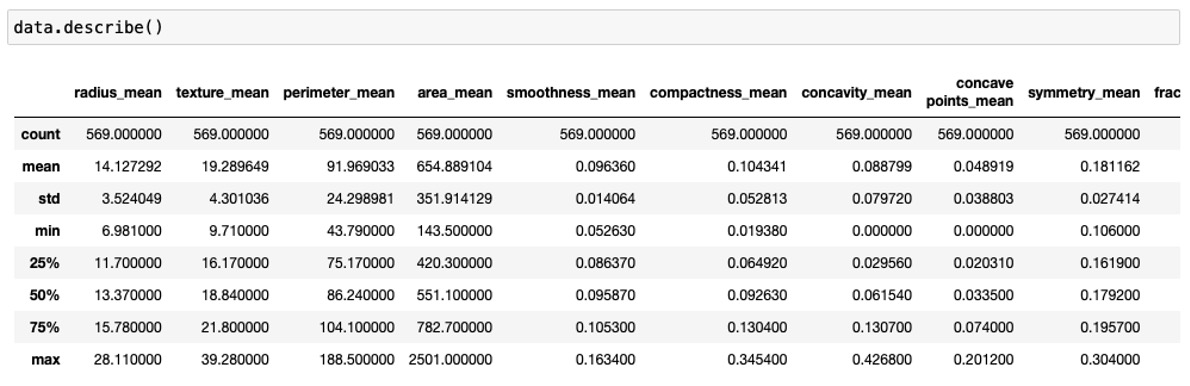 data.describe()
radius_mean texture_mean perimeter_mean area_mean smoothness_mean compactness_mean concavity_mean concave points_mean symmetry_mean frac
count 569.000000 569.000000 569.000000 569.000000 569.000000 569.000000 569.000000 569.000000 569.000000
mean 14.127292 19.289649 91.969033 654.889104 0.096360 0.104341 0.088799 0.048919 0.181162
std 3.524049 4.301036 24.298981 351.914129 0.014064 0.052813 0.079720 0.038803 0.027414
min 6.981000 9.710000 43.790000 143.500000 0.052630 0.019380 0.000000 0.000000 0.106000
25% 11.700000 16.170000 75.170000 420.300000 0.086370 0.064920 0.029560 0.020310 0.161900
50% 13.370000 18.840000 86.240000 551.100000 0.095870 0.092630 0.061540 0.033500 0.179200
75% 15.780000 21.800000 104.100000 782.700000 0.105300 0.130400 0.130700 0.074000 0.195700
max 28.110000 39.280000 188.500000 2501.000000 0.163400 0.345400 0.426800 0.201200 0.304000